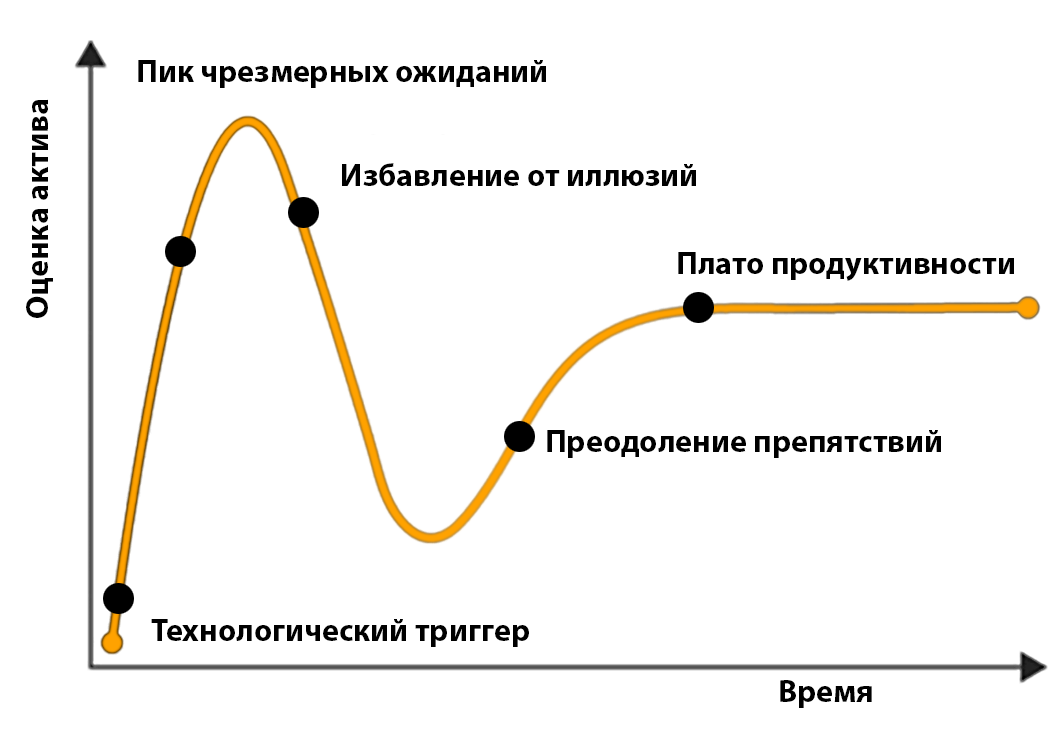 Пик чрезмерных ожиданий
Оценка актива
Избавление от иллюзий
Плато продуктивности
Преодоление препятствий
Технологический триггер
Время